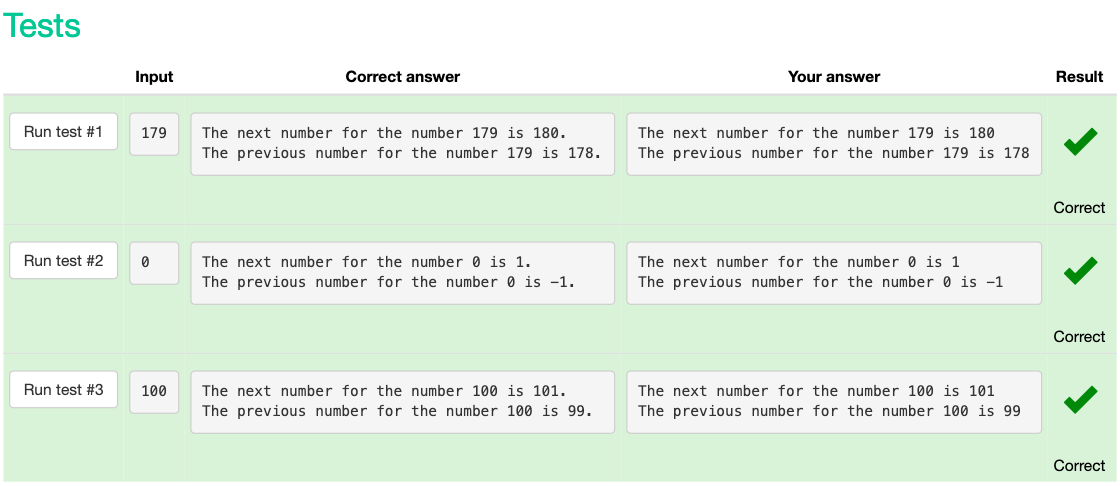 Tests
Input Correct answer Your answer Result
Run test #1
179
The next number for the number 179 is 180.
The previous number for the number 179 is 178.
The next number for the number 179 is 180
The previous number for the number 179 is 178
Correct
Run test #2
0
The next number for the number 0 is 1.
The previous number for the number 0 is -1.
The next number for the number 0 is 1
The previous number for the number 0 is -1
Correct
Run test #3
100
The next number for the number 100 is 101.
The previous number for the number 100 is 99.
The next number for the number 100 is 101
The previous number for the number 100 is 99
Correct